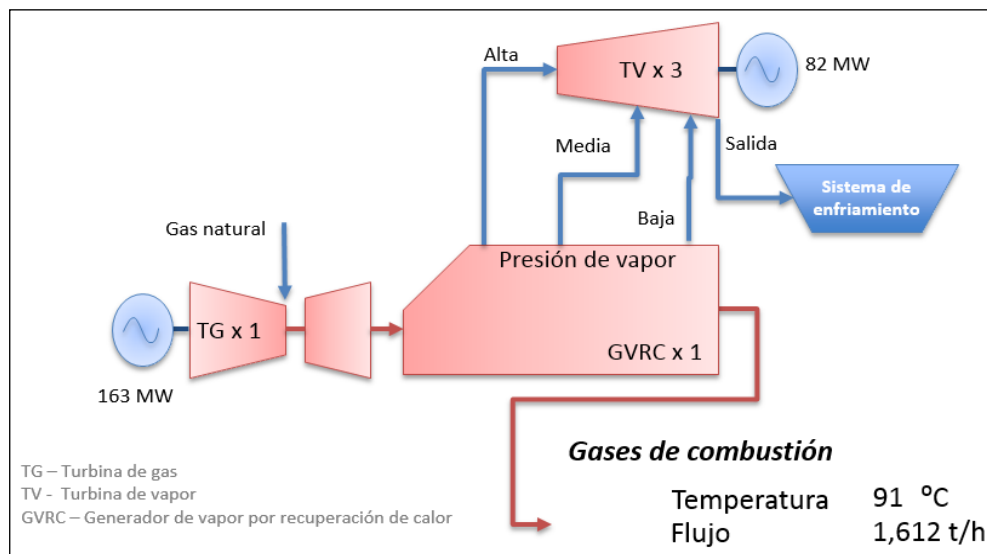 Alta
TV x 3
82 MW
Media
Salida
Baja
Sistema de
enfriamiento
Gas natural
Presión de vapor
TG x 1
GVRC x 1
163 MW
Gases de combustión
TG – Turbina de gas
TV - Turbina de vapor
GVRC – Generador de vapor por recuperación de calor
Temperatura 91 ºC
Flujo 1,612 t/h